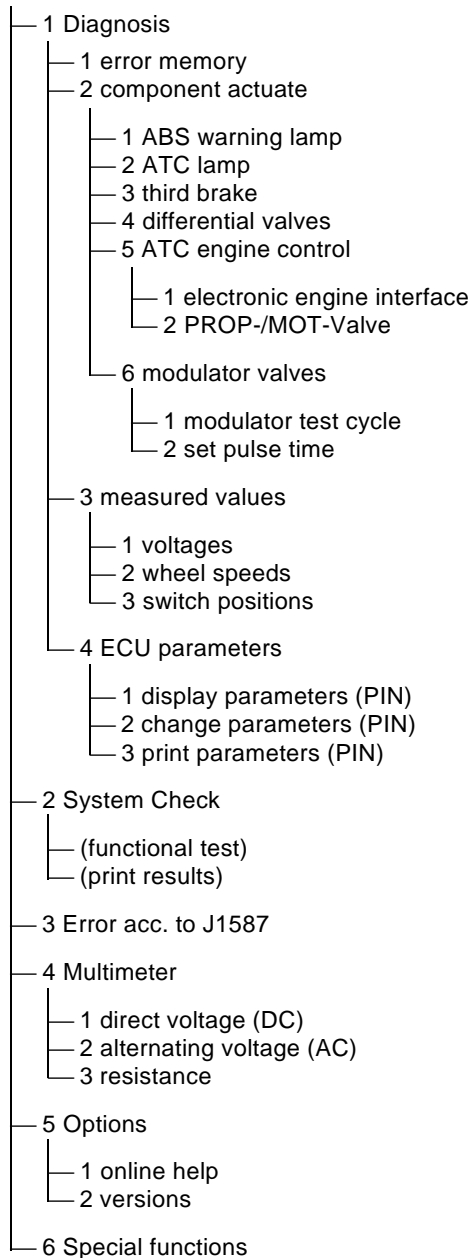 1 Diagnosis
1 error memory
2 component actuate
1 ABS warning lamp
2 ATC lamp
3 third brake
4 differential valves
5 ATC engine control
1 electronic engine interface
2 PROP-/MOT-Valve
6 modulator valves
1 modulator test cycle
2 set pulse time
3 measured values
1 voltages
2 wheel speeds
3 switch positions
4 ECU parameters
1 display parameters (PIN)
2 change parameters (PIN)
3 print parameters (PIN)
2 System Check
(functional test)
(print results)
3 Error acc. to J1587
4 Multimeter
1 direct voltage (DC)
2 alternating voltage (AC)
3 resistance
5 Options
1 online help
2 versions
6 Special functions